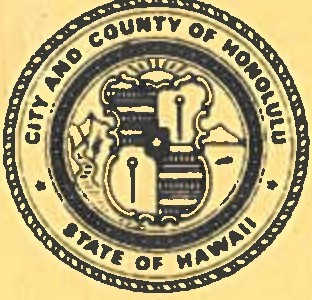 CITY AND COUNTY OF HONOLULU
STATE OF HAWAII